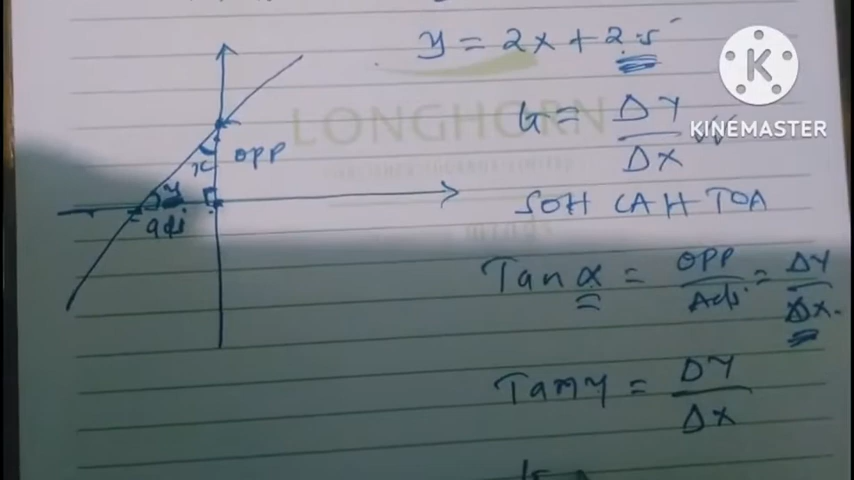 y = 2x + 2.5
G = ΔY / ΔX
LONGHORN
KINEMASTER
x
OPP
y
adj
SOH CAH TOA
Tan α = OPP / Adj = ΔY / ΔX
Tan y = ΔY / ΔX